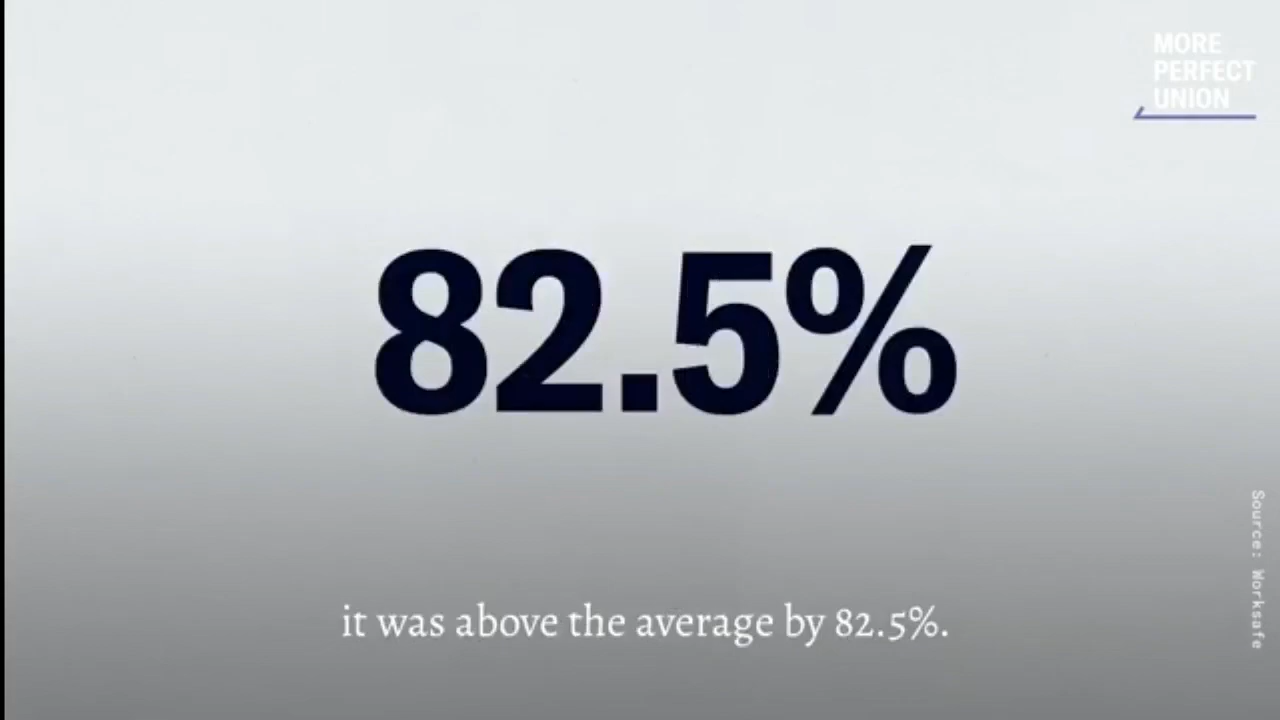 MORE
PERFECT
UNION
82.5%
Source: Worksafe
it was above the average by 82.5%.